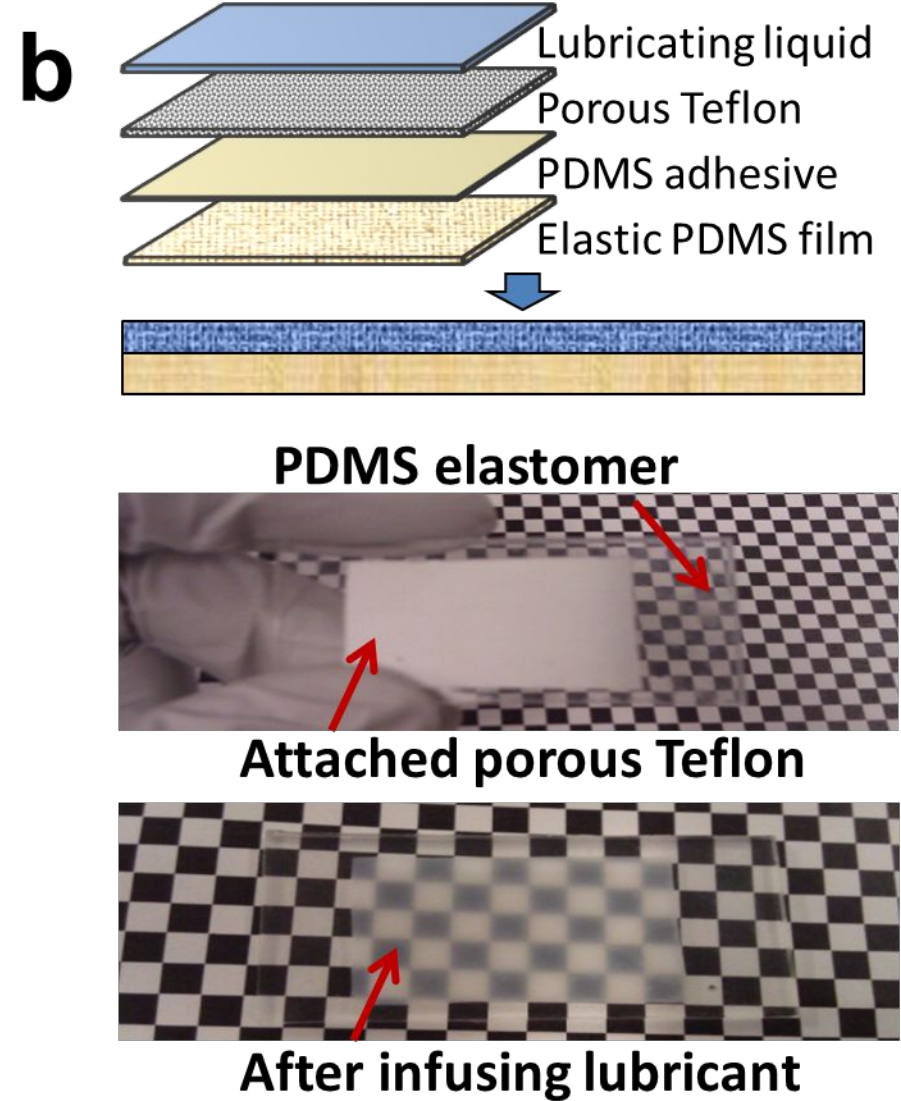 b
Lubricating liquid
Porous Teflon
PDMS adhesive
Elastic PDMS film
PDMS elastomer
Attached porous Teflon
After infusing lubricant